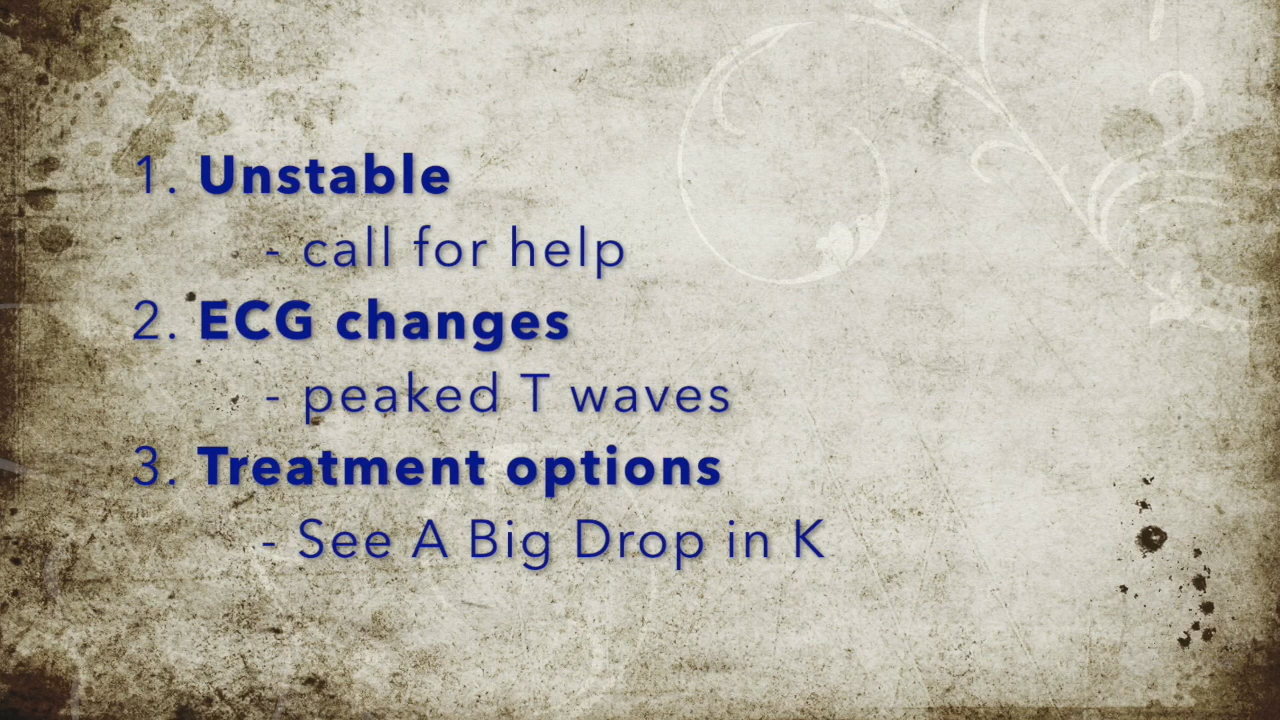 1. Unstable
- call for help
2. ECG changes
- peaked T waves
3. Treatment options
- See A Big Drop in K